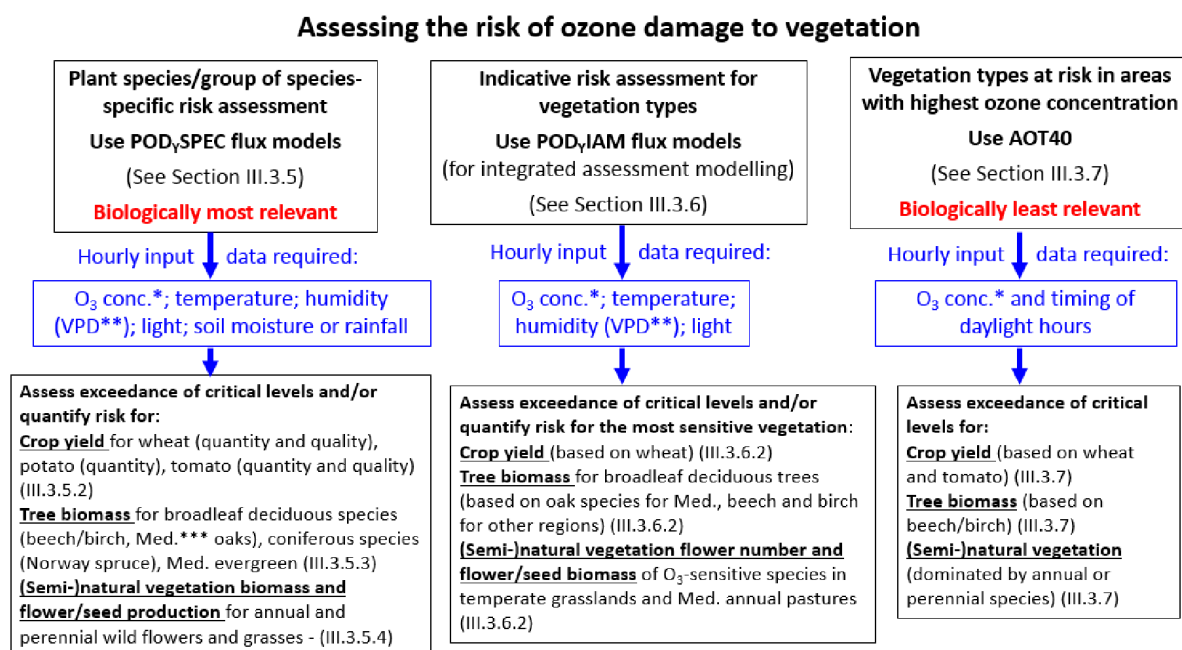 Assessing the risk of ozone damage to vegetation
Plant species/group of species-
specific risk assessment
Use PODYSPEC flux models
(See Section III.3.5)
Biologically most relevant
Hourly input data required:
O3 conc.*; temperature; humidity
(VPD**); light; soil moisture or rainfall
Assess exceedance of critical levels and/or
quantify risk for:
Crop yield for wheat (quantity and quality),
potato (quantity), tomato (quantity and quality)
(III.3.5.2)
Tree biomass for broadleaf deciduous species
(beech/birch, Med.*** oaks), coniferous species
(Norway spruce), Med. evergreen (III.3.5.3)
(Semi-)natural vegetation biomass and
flower/seed production for annual and
perennial wild flowers and grasses - (III.3.5.4)
Indicative risk assessment for
vegetation types
Use PODYIAM flux models
(for integrated assessment modelling)
(See Section III.3.6)
Hourly input data required:
O3 conc.*; temperature;
humidity (VPD**); light
Assess exceedance of critical levels and/or
quantify risk for the most sensitive vegetation:
Crop yield (based on wheat) (III.3.6.2)
Tree biomass for broadleaf deciduous trees
(based on oak species for Med., beech and birch
for other regions) (III.3.6.2)
(Semi-)natural vegetation flower number and
flower/seed biomass of O3-sensitive species in
temperate grasslands and Med. annual pastures
(III.3.6.2)
Vegetation types at risk in areas
with highest ozone concentration
Use AOT40
(See Section III.3.7)
Biologically least relevant
Hourly input data required:
O3 conc.* and timing of
daylight hours
Assess exceedance of critical
levels for:
Crop yield (based on wheat
and tomato) (III.3.7)
Tree biomass (based on
beech/birch) (III.3.7)
(Semi-)natural vegetation
(dominated by annual or
perennial species) (III.3.7)